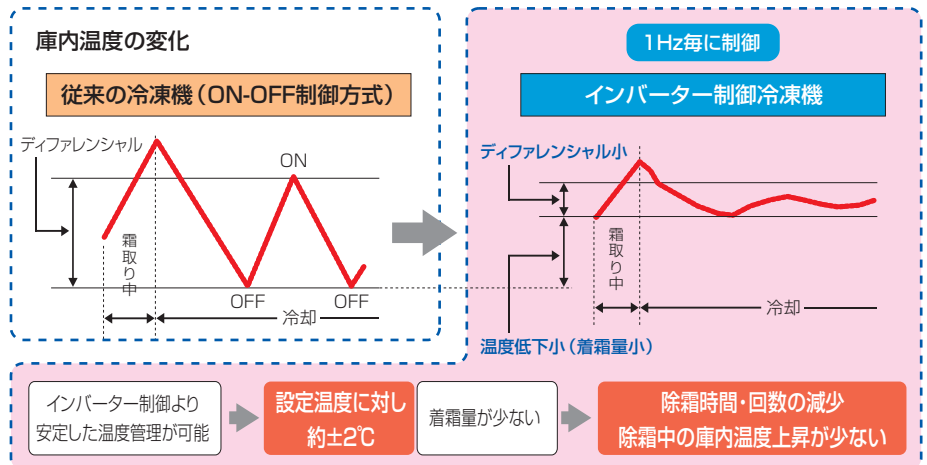 庫内温度の変化
従来の冷凍機(ON-OFF制御方式)
ディファレンシャル
ON
霜取り中
OFF
OFF
冷却
1Hz毎に制御
インバーター制御冷凍機
ディファレンシャル小
霜取り中
冷却
温度低下小(着霜量小)
インバーター制御より
安定した温度管理が可能
設定温度に対し
約±2℃
着霜量が少ない
除霜時間・回数の減少
除霜中の庫内温度上昇が少ない